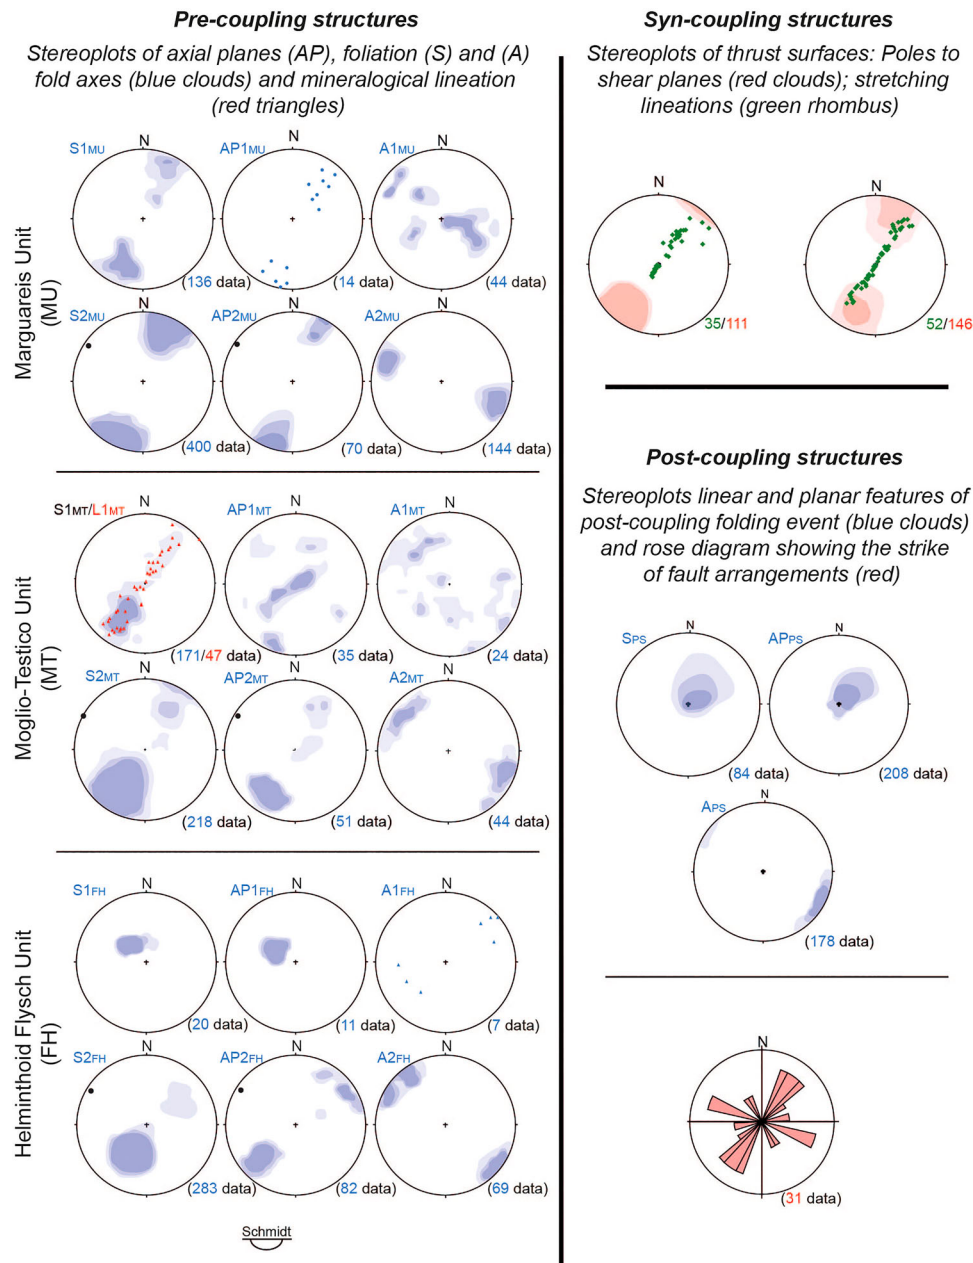 Pre-coupling structures
Stereoplots of axial planes (AP), foliation (S) and (A)
fold axes (blue clouds) and mineralogical lineation
(red triangles)
Marguareis Unit
(MU)
S1MU
N
(136 data)
AP1MU
N
(14 data)
A1MU
N
(44 data)
S2MU
N
(400 data)
AP2MU
N
(70 data)
A2MU
N
(144 data)
Moglio-Testico Unit
(MT)
S1MT/L1MT
N
(171/47 data)
AP1MT
N
(35 data)
A1MT
N
(24 data)
S2MT
N
(218 data)
AP2MT
N
(51 data)
A2MT
N
(44 data)
Helminthoid Flysch Unit
(FH)
S1FH
N
(20 data)
AP1FH
N
(11 data)
A1FH
N
(7 data)
S2FH
N
(283 data)
AP2FH
N
(82 data)
A2FH
N
(69 data)
Schmidt
Syn-coupling structures
Stereoplots of thrust surfaces: Poles to
shear planes (red clouds); stretching
lineations (green rhombus)
N
35/111
N
52/146
Post-coupling structures
Stereoplots linear and planar features of
post-coupling folding event (blue clouds)
and rose diagram showing the strike
of fault arrangements (red)
SPS
N
(84 data)
APPS
N
(208 data)
APS
N
(178 data)
N
(31 data)